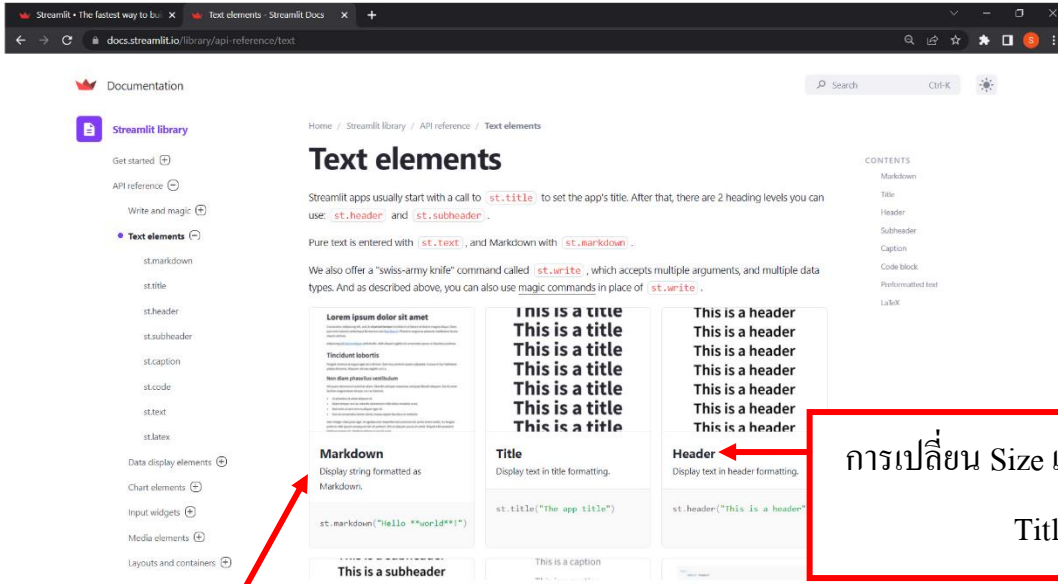 Streamlit • The fastest way to bui
Text elements - Streamlit Docs
docs.streamlit.io/library/api-reference/text
S
Documentation
Search
Ctrl-K
Streamlit library
Get started
API reference
Write and magic
Text elements
st.markdown
st.title
st.header
st.subheader
st.caption
st.code
st.text
st.latex
Data display elements
Chart elements
Input widgets
Media elements
Layouts and containers
Home / Streamlit library / API reference / Text elements
Text elements
Streamlit apps usually start with a call to st.title to set the app's title. After that, there are 2 heading levels you can
use: st.header and st.subheader .
Pure text is entered with st.text , and Markdown with st.markdown .
We also offer a "swiss-army knife" command called st.write , which accepts multiple arguments, and multiple data
types. And as described above, you can also use magic commands in place of st.write .
Lorem ipsum dolor sit amet
Tincidunt lobortis
Non diam phasellus vestibulum
Markdown
Display string formatted as
Markdown.
st.markdown("Hello **world**!")
This is a title
This is a title
This is a title
This is a title
This is a title
This is a title
This is a title
Title
Display text in title formatting.
st.title("The app title")
This is a header
This is a header
This is a header
This is a header
This is a header
This is a header
This is a header
Header
Display text in header formatting.
st.header("This is a header"
This is a subheader
This is a caption
CONTENTS
Markdown
Title
Header
Subheader
Caption
Code block
Preformatted text
LaTeX
การเปลี่ยน Size
Titl